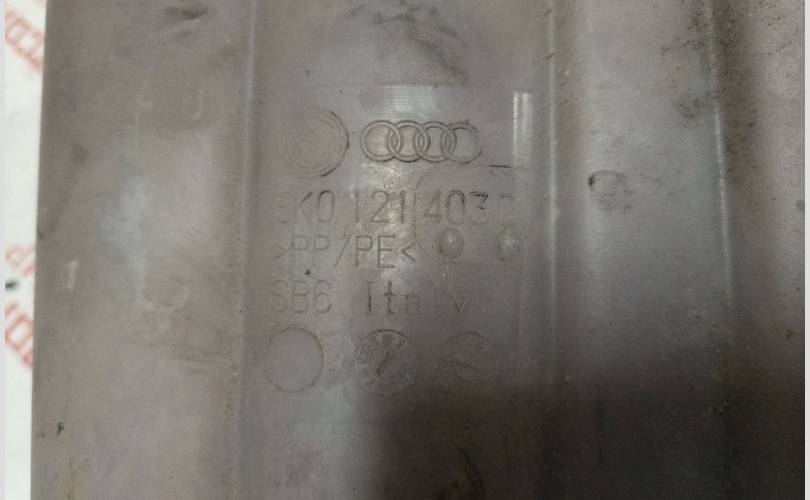 8K0 121 403 D
>PP/PE<
SB6 Italy